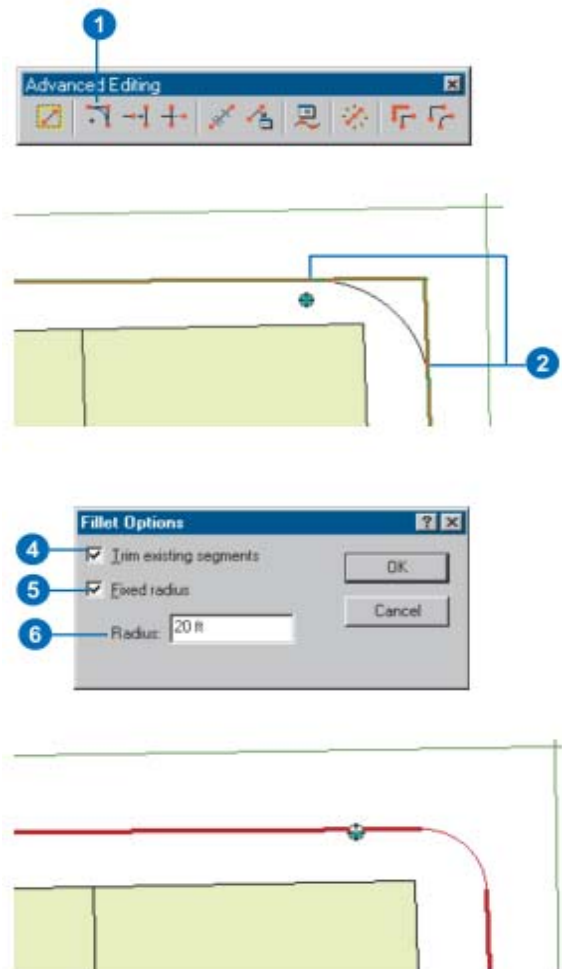 1
Advanced Editing
2
Fillet Options
4
Trim existing segments
OK
5
Fixed radius
Cancel
6
Radius:
20 ft